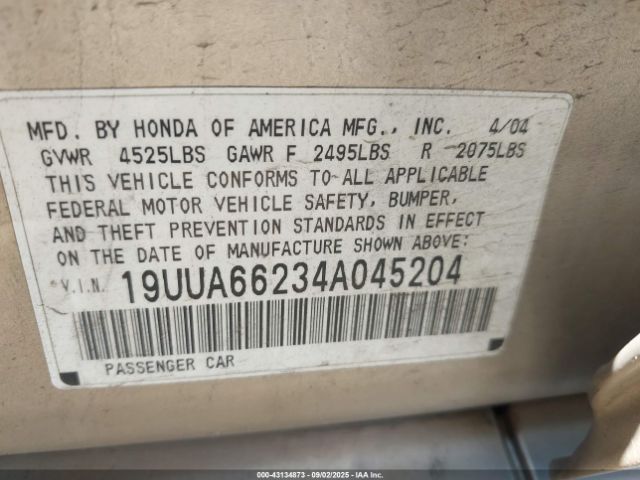 MFD. BY HONDA OF AMERICA MFG., INC. 4/04
GVWR 4525LBS GAWR F 2495LBS R 2075LBS
THIS VEHICLE CONFORMS TO ALL APPLICABLE
FEDERAL MOTOR VEHICLE SAFETY, BUMPER,
AND THEFT PREVENTION STANDARDS IN EFFECT
ON THE DATE OF MANUFACTURE SHOWN ABOVE:
V.I.N. 19UUA66234A045204
PASSENGER CAR
00-43134873 - 09/02/2025 - IAA Inc.